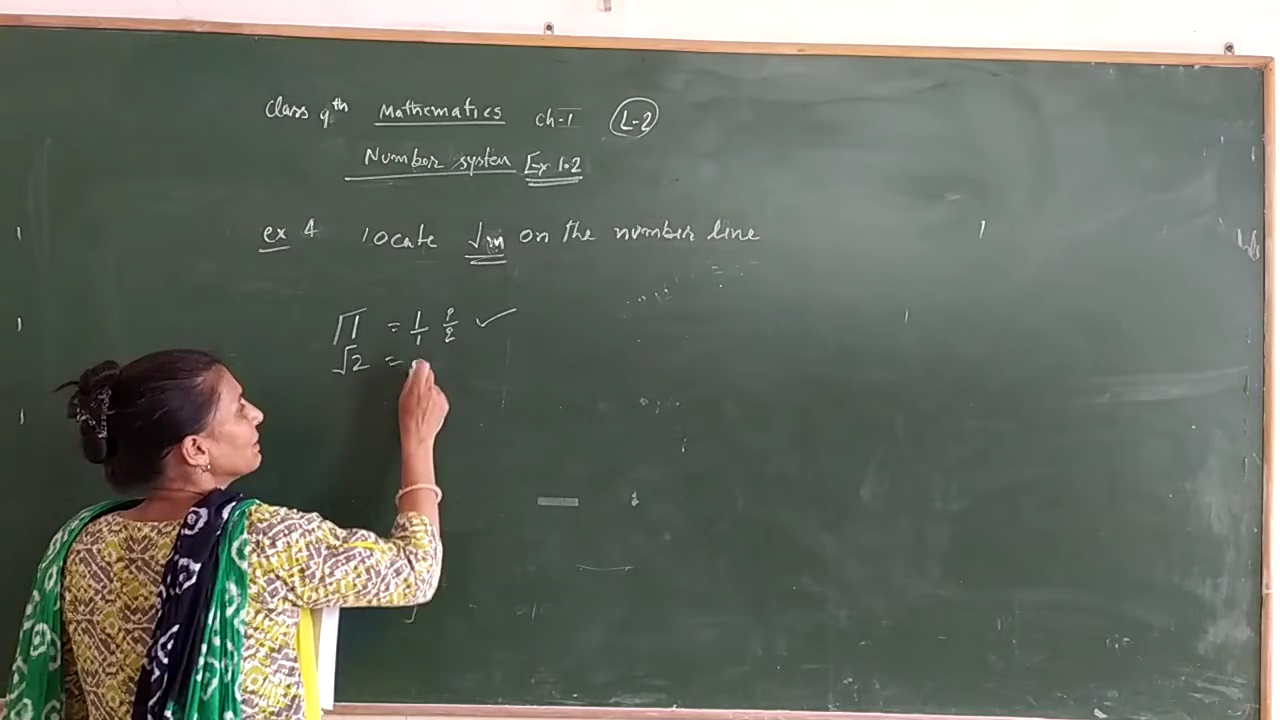 Class 9th Mathematics ch-I L-2
Number system Ex 1.2
ex 4 locate √m on the number line
√1 = 1/1 p/q ✓
√2 =